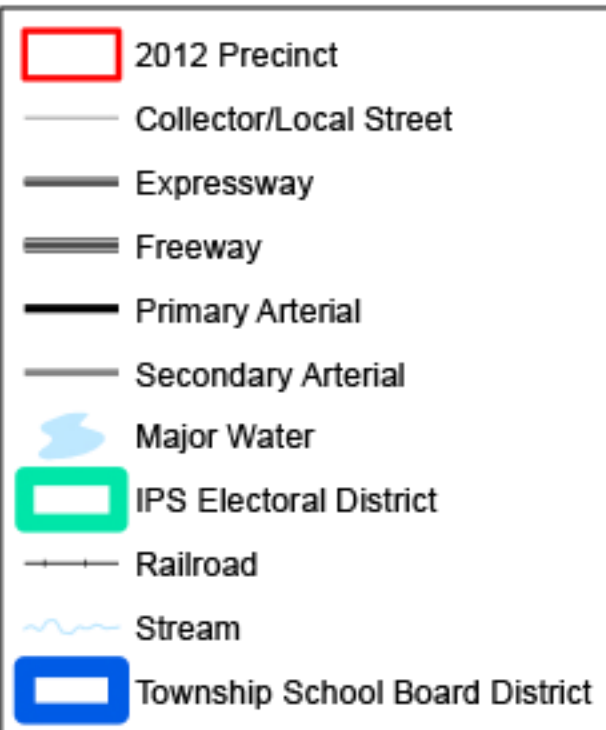 2012 Precinct
Collector/Local Street
Expressway
Freeway
Primary Arterial
Secondary Arterial
Major Water
IPS Electoral District
Railroad
Stream
Township School Board District